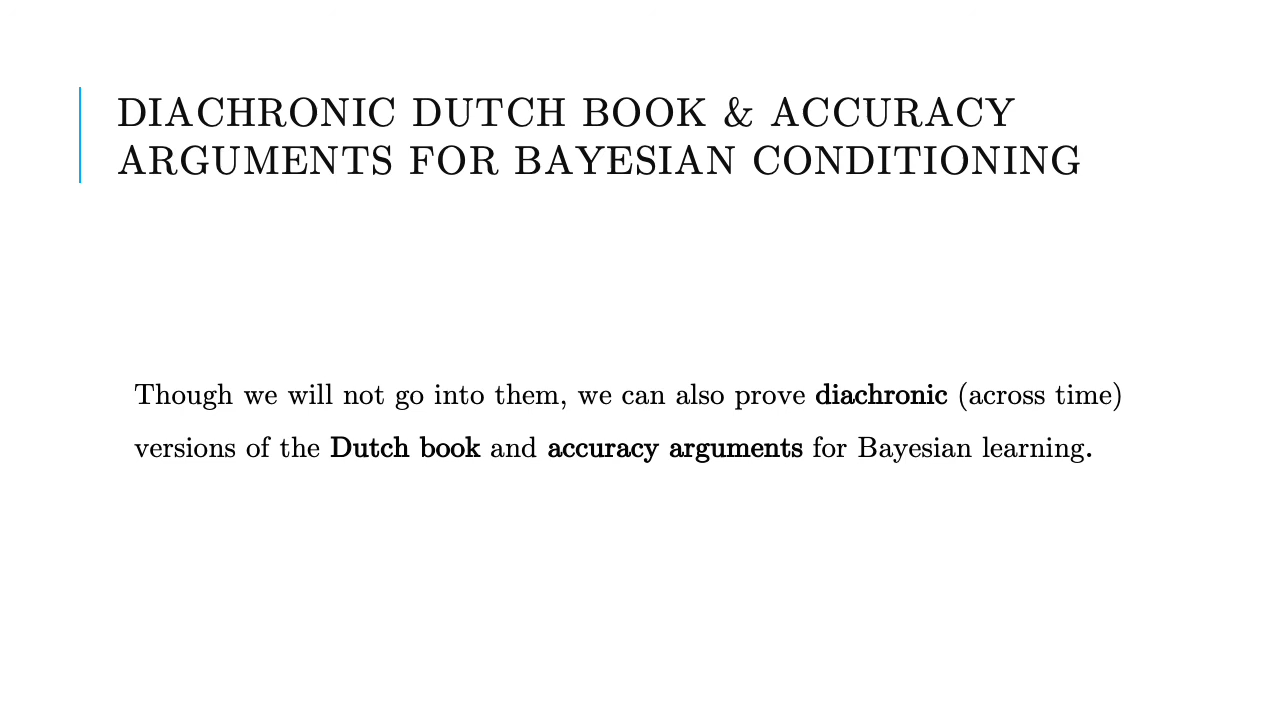 DIACHRONIC DUTCH BOOK & ACCURACY
ARGUMENTS FOR BAYESIAN CONDITIONING
Though we will not go into them, we can also prove diachronic (across time)
versions of the Dutch book and accuracy arguments for Bayesian learning.